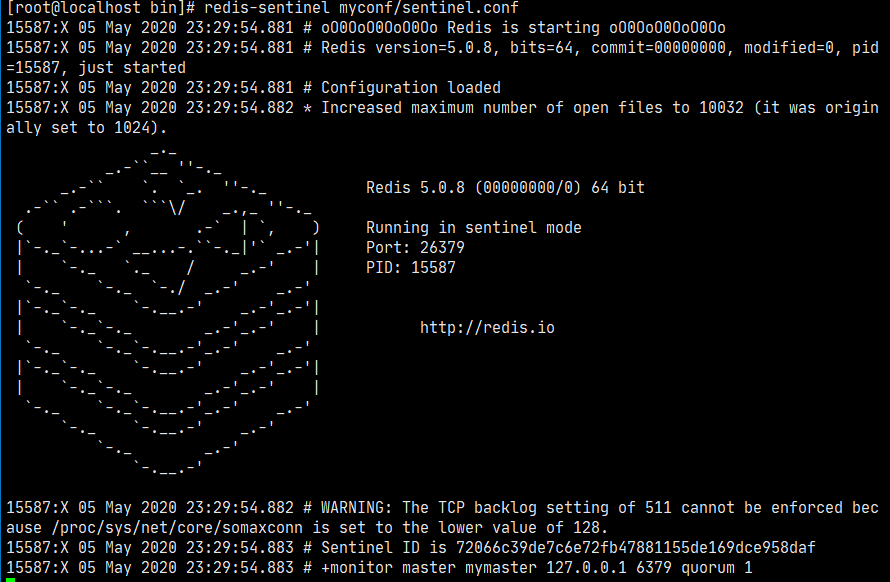 [root@localhost bin]# redis-sentinel myconf/sentinel.conf
15587:X 05 May 2020 23:29:54.881 # oO0OoO0OoO0Oo Redis is starting oO0OoO0OoO0Oo
15587:X 05 May 2020 23:29:54.881 # Redis version=5.0.8, bits=64, commit=00000000, modified=0, pid
=15587, just started
15587:X 05 May 2020 23:29:54.881 # Configuration loaded
15587:X 05 May 2020 23:29:54.882 * Increased maximum number of open files to 10032 (it was origin
ally set to 1024).
Redis 5.0.8 (00000000/0) 64 bit
Running in sentinel mode
Port: 26379
PID: 15587
http://redis.io
15587:X 05 May 2020 23:29:54.882 # WARNING: The TCP backlog setting of 511 cannot be enforced bec
ause /proc/sys/net/core/somaxconn is set to the lower value of 128.
15587:X 05 May 2020 23:29:54.883 # Sentinel ID is 72066c39de7c6e72fb47881155de169dce958daf
15587:X 05 May 2020 23:29:54.883 # +monitor master mymaster 127.0.0.1 6379 quorum 1